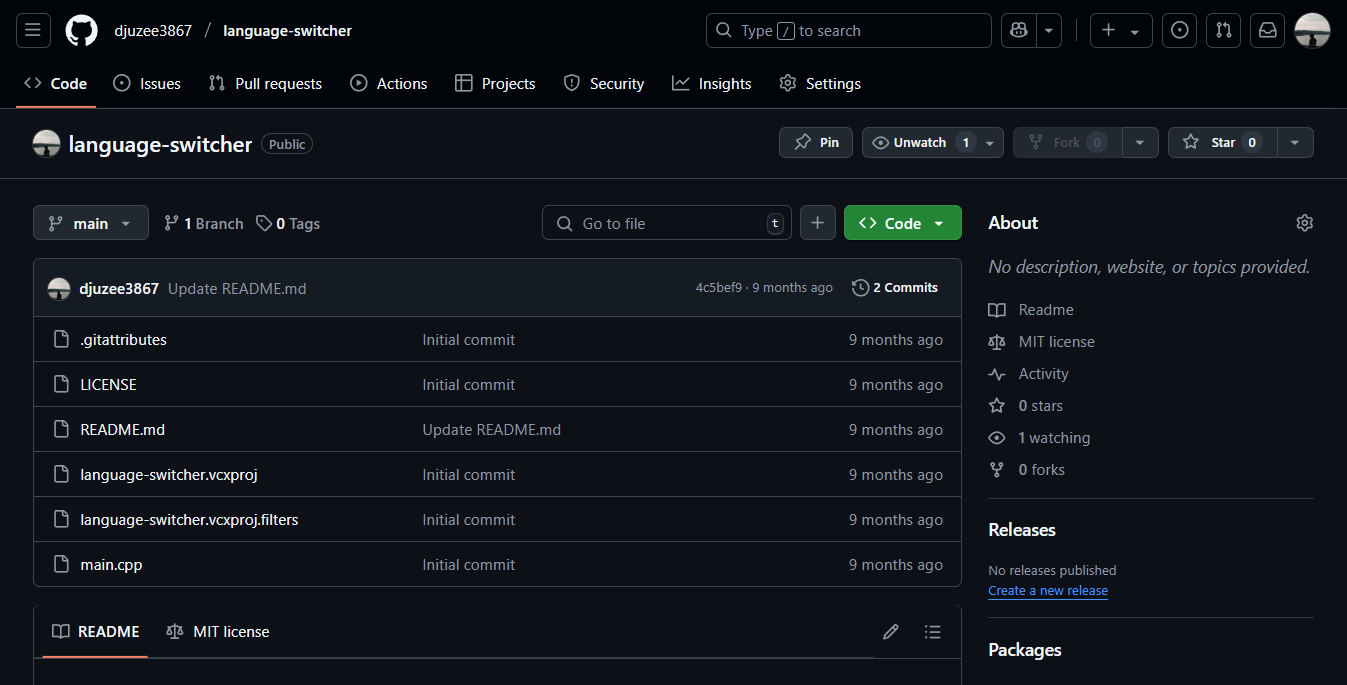 djuzee3867 / language-switcher
Type / to search
Code
Issues
Pull requests
Actions
Projects
Security
Insights
Settings
language-switcher Public
Pin
Unwatch 1
Fork 0
Star 0
main
1 Branch
0 Tags
Go to file t
Code
djuzee3867 Update README.md 4c5bef9 · 9 months ago 2 Commits
.gitattributes Initial commit 9 months ago
LICENSE Initial commit 9 months ago
README.md Update README.md 9 months ago
language-switcher.vcxproj Initial commit 9 months ago
language-switcher.vcxproj.filters Initial commit 9 months ago
main.cpp Initial commit 9 months ago
README
MIT license
About
No description, website, or topics provided.
Readme
MIT license
Activity
0 stars
1 watching
0 forks
Releases
No releases published
Create a new release
Packages